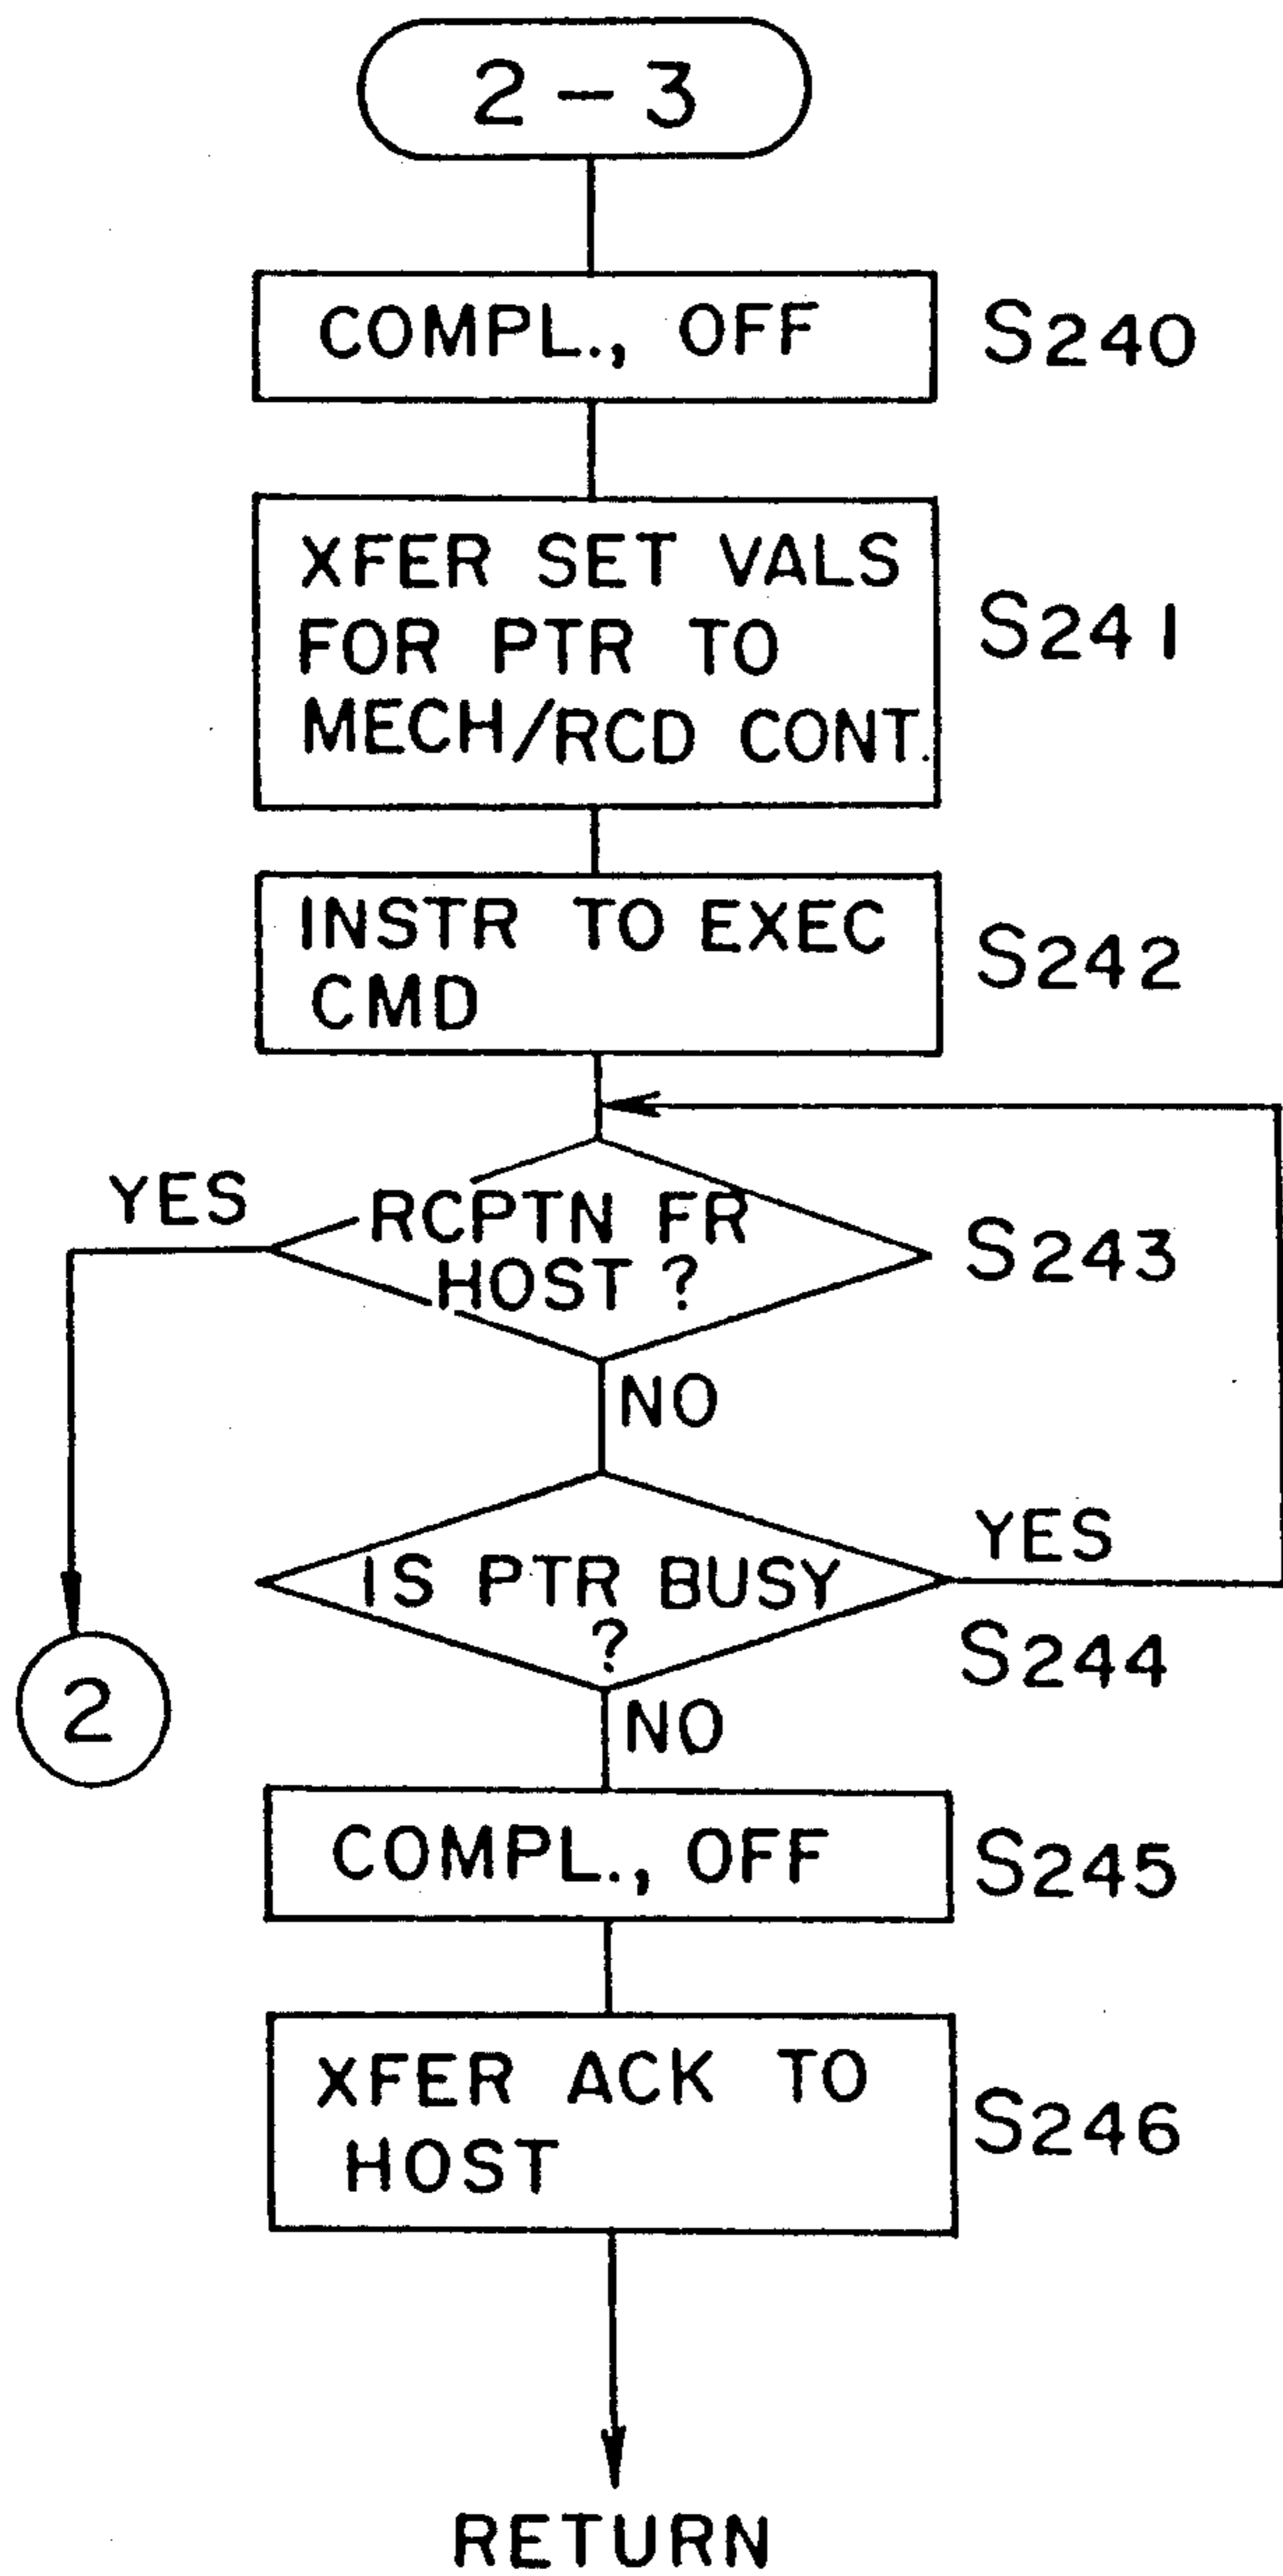 2-3
COMPL., OFF
S240
XFER SET VALS
FOR PTR TO
MECH/RCD CONT.
S241
INSTR TO EXEC
CMD
S242
YES
RCPTN FR
HOST ?
S243
NO
IS PTR BUSY
?
YES
S244
2
NO
COMPL., OFF
S245
XFER ACK TO
HOST
S246
RETURN